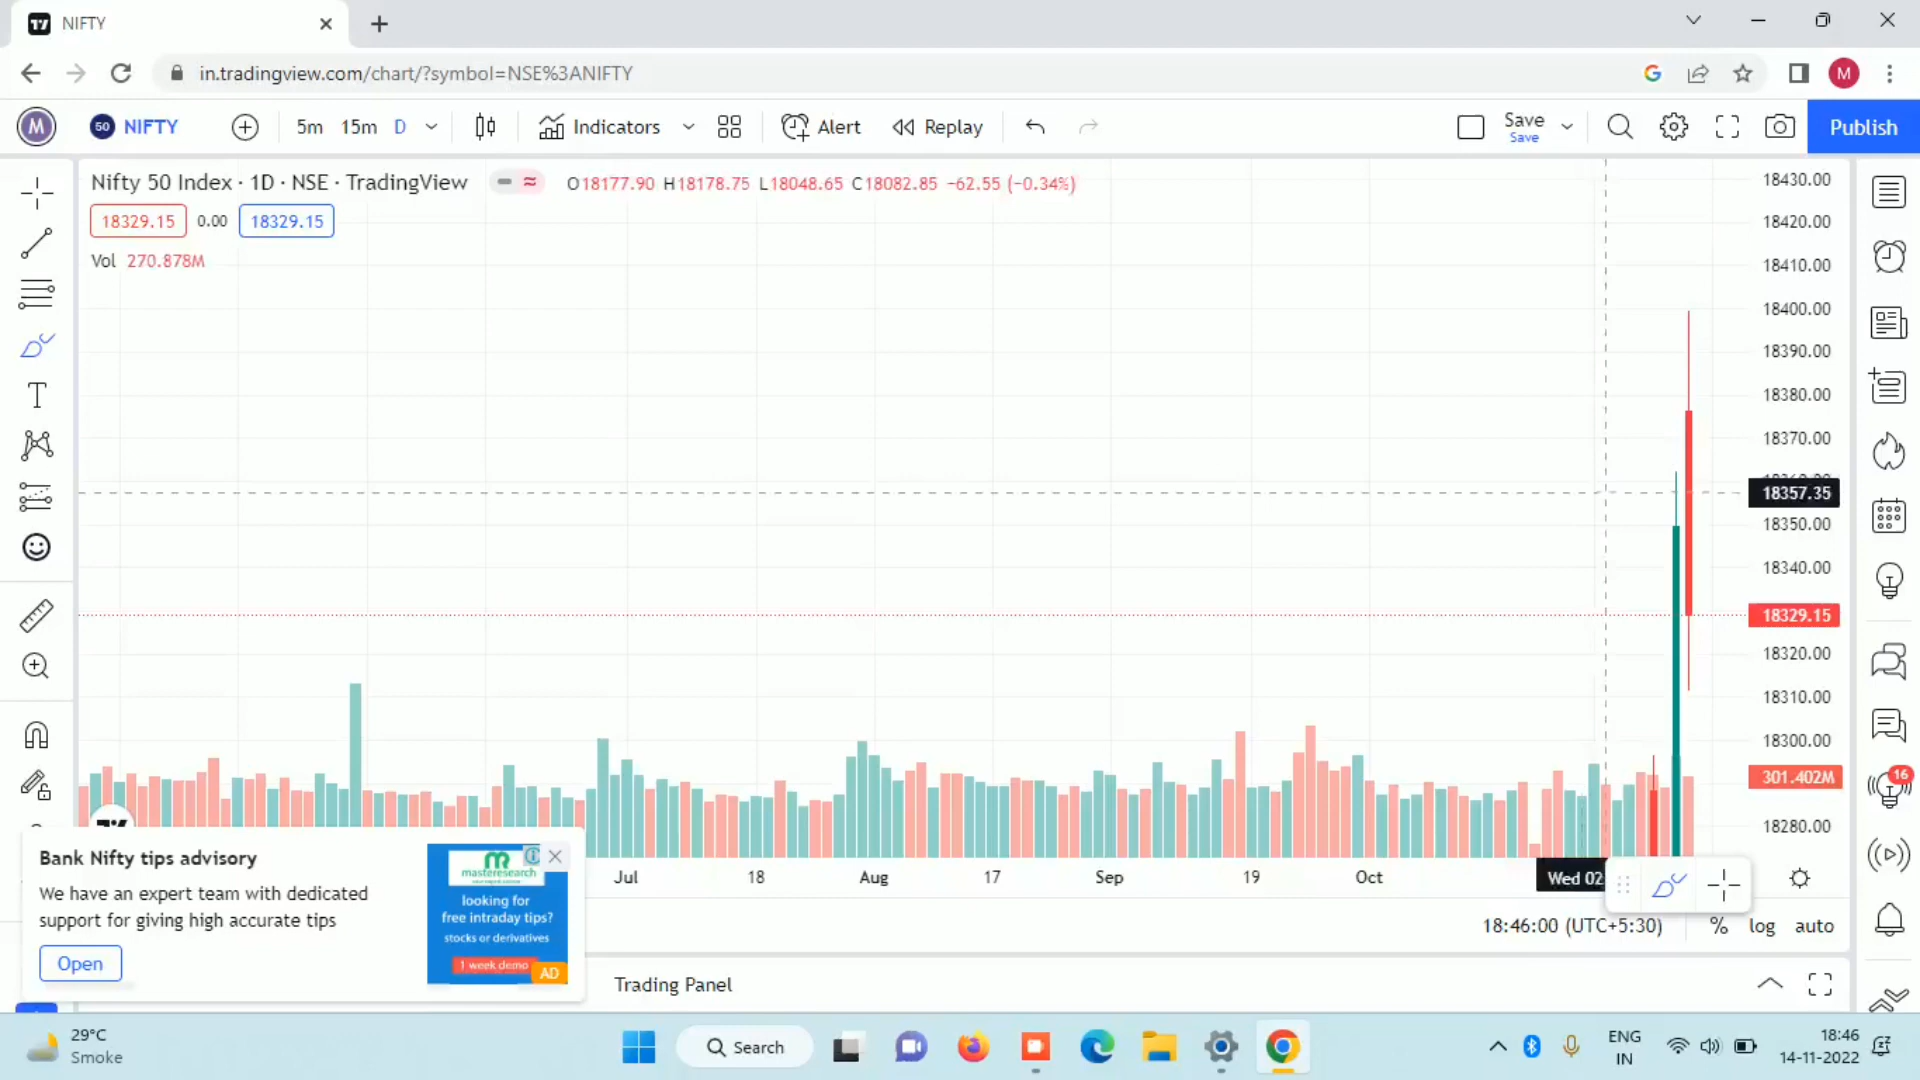 NIFTY
in.tradingview.com/chart/?symbol=NSE%3ANIFTY
M
M
50 NIFTY
5m 15m D
Indicators
Alert
Replay
Save
Save
Publish
Nifty 50 Index · 1D · NSE · TradingView
O18177.90 H18178.75 L18048.65 C18082.85 −62.55 (−0.34%)
18329.15 0.00 18329.15
Vol 270.878M
18430.00
18420.00
18410.00
18400.00
18390.00
18380.00
18370.00
18357.35
18350.00
18340.00
18329.15
18320.00
18310.00
18300.00
301.402M
18280.00
16
Jul 18 Aug 17 Sep 19 Oct
Wed 02
Bank Nifty tips advisory
We have an expert team with dedicated
support for giving high accurate tips
Open
masteresearch
looking for
free intraday tips?
stocks or derivatives
1 week demo
AD
18:46:00 (UTC+5:30)
% log auto
Trading Panel
29°C
Smoke
Search
ENG
IN
18:46
14-11-2022